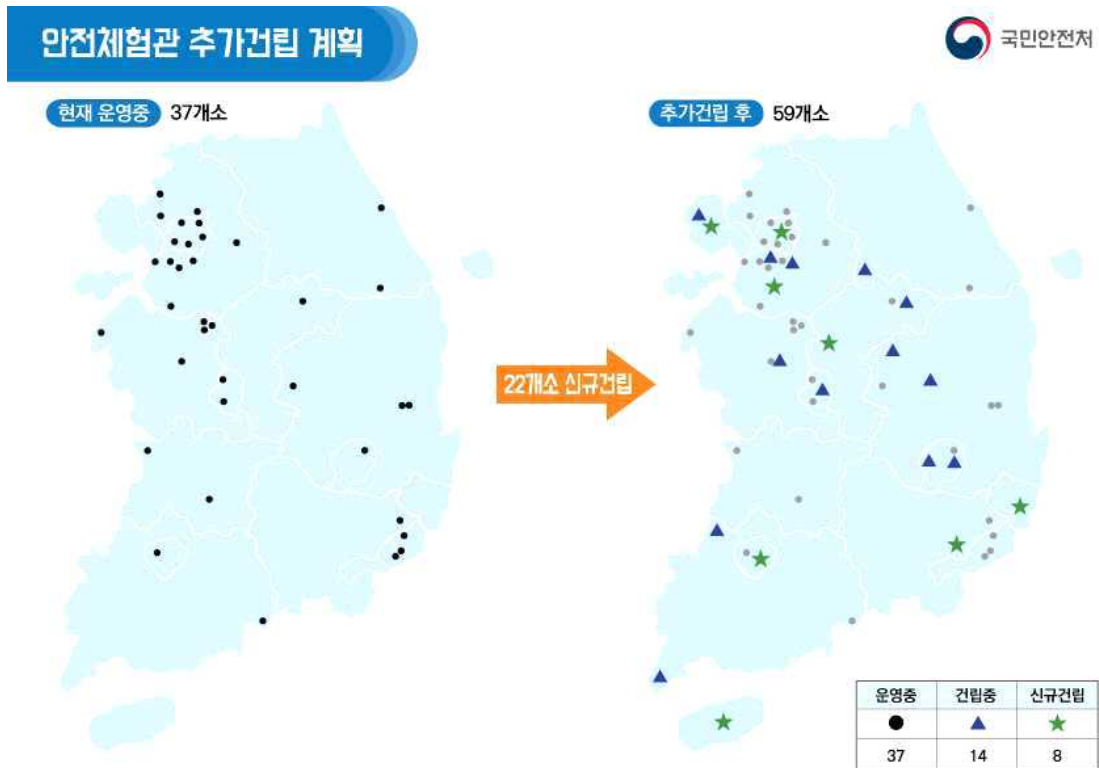 안전체험관 추가건립 계획
국민안전처
현재 운영중 37개소
추가건립 후 59개소
22개소 신규건립
운영중 건립중 신규건립
37 14 8